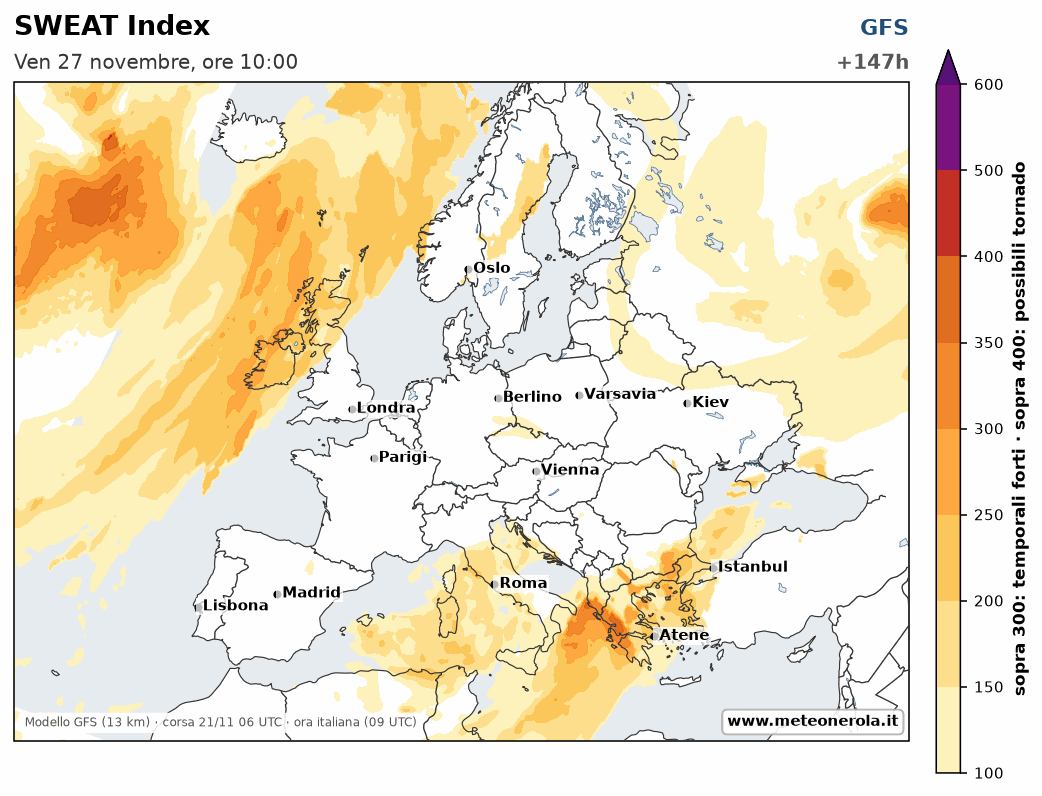 SWEAT Index
GFS
Ven 27 novembre, ore 10:00
+147h
600
500
400
350
300
250
200
150
100
sopra 300: temporali forti · sopra 400: possibili tornado
Oslo
Berlino
Varsavia
Kiev
Londra
Parigi
Vienna
Istanbul
Roma
Madrid
Lisbona
Atene
Modello GFS (13 km) · corsa 21/11 06 UTC · ora italiana (09 UTC)
www.meteonerola.it